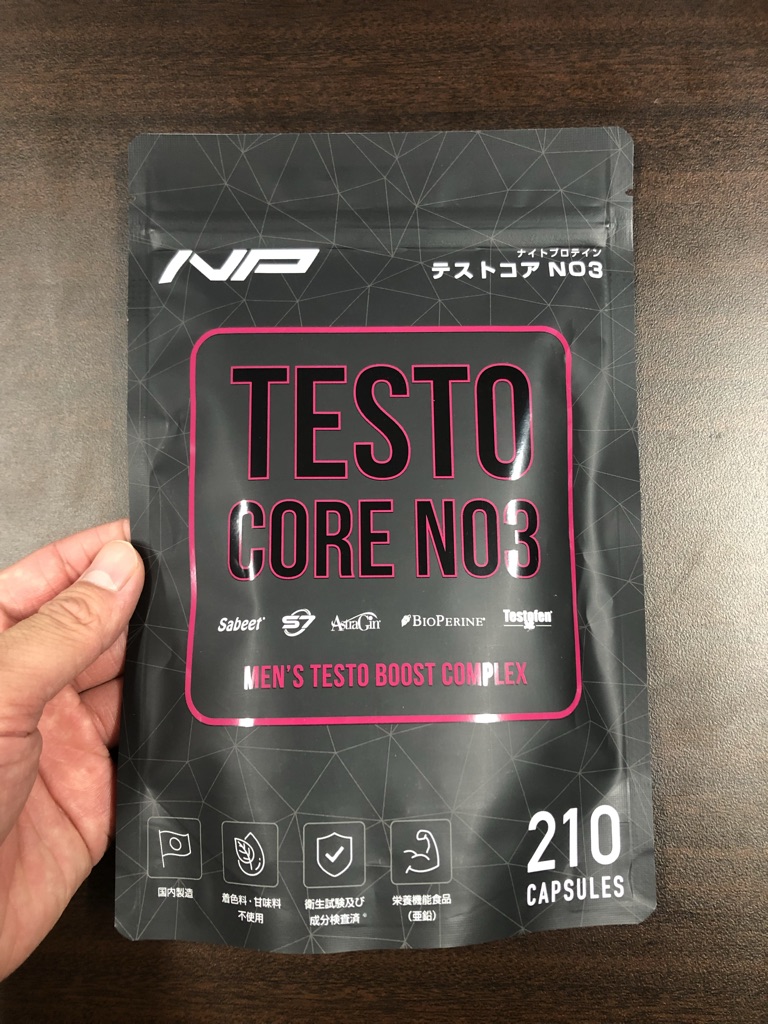 NP
ナイトプロテイン
テストコア NO3
TESTO
CORE NO3
Sabeet® S7 AstraGin BIOPERINE® Testofen
MEN'S TESTO BOOST COMPLEX
国内製造
着色料・甘味料
不使用
衛生試験及び
成分検査済※
栄養機能食品
(亜鉛)
210
CAPSULES